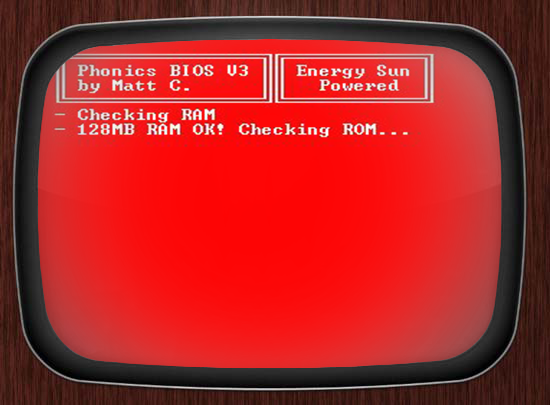 Phonics BIOS V3
by Matt C.
Energy Sun
Powered
- Checking RAM
- 128MB RAM OK! Checking ROM...